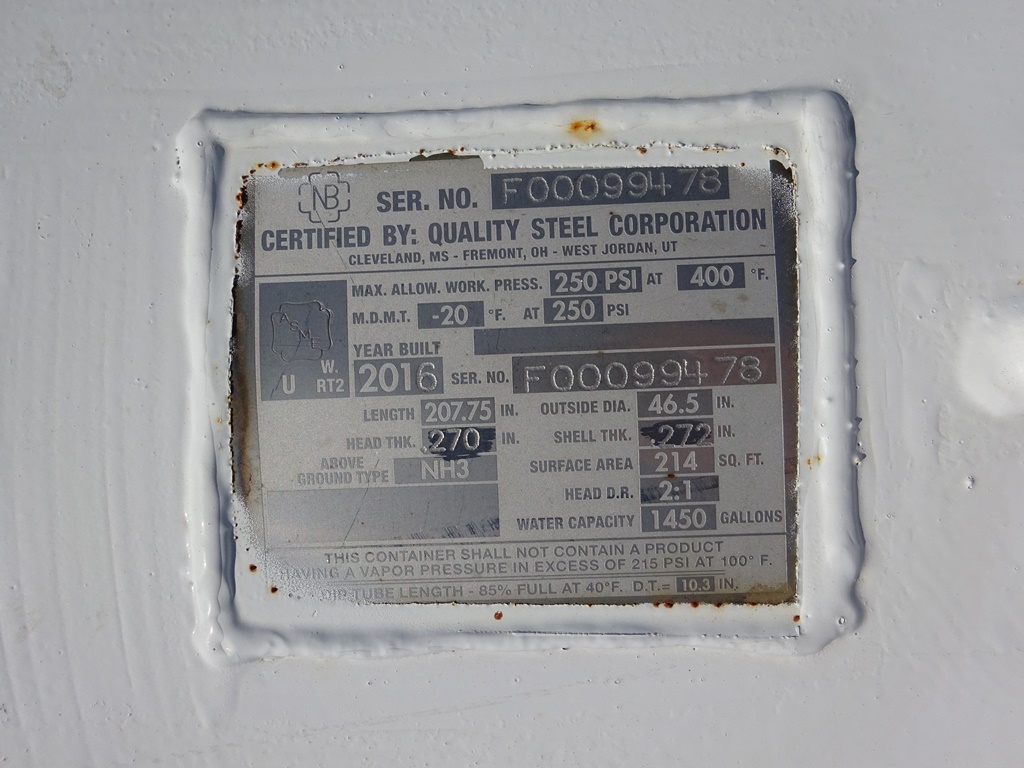 NB SER. NO. F00099478
CERTIFIED BY: QUALITY STEEL CORPORATION
CLEVELAND, MS - FREMONT, OH - WEST JORDAN, UT
MAX. ALLOW. WORK. PRESS. 250 PSI AT 400 °F.
M.D.M.T. -20 °F. AT 250 PSI
YEAR BUILT
U W. RT2 2016 SER. NO. F00099478
LENGTH 207.75 IN. OUTSIDE DIA. 46.5 IN.
HEAD THK. .270 IN. SHELL THK. .272 IN.
ABOVE GROUND TYPE NH3 SURFACE AREA 214 SQ. FT.
HEAD D.R. 2:1
WATER CAPACITY 1450 GALLONS
THIS CONTAINER SHALL NOT CONTAIN A PRODUCT
HAVING A VAPOR PRESSURE IN EXCESS OF 215 PSI AT 100° F.
DIP TUBE LENGTH - 85% FULL AT 40°F. D.T.= 10.3 IN.